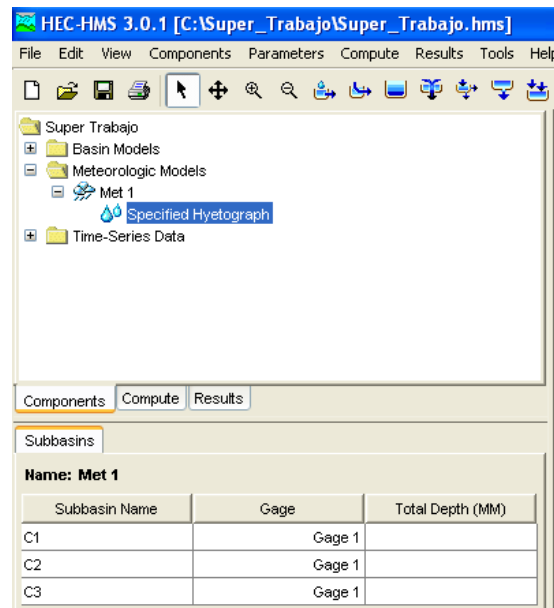 HEC-HMS 3.0.1 [C:\Super_Trabajo\Super_Trabajo.hms]
File Edit View Components Parameters Compute Results Tools Help
Super Trabajo
Basin Models
Meteorologic Models
Met 1
Specified Hyetograph
Time-Series Data
Components Compute Results
Subbasins
Name: Met 1
Subbasin Name Gage Total Depth (MM)
C1 Gage 1
C2 Gage 1
C3 Gage 1